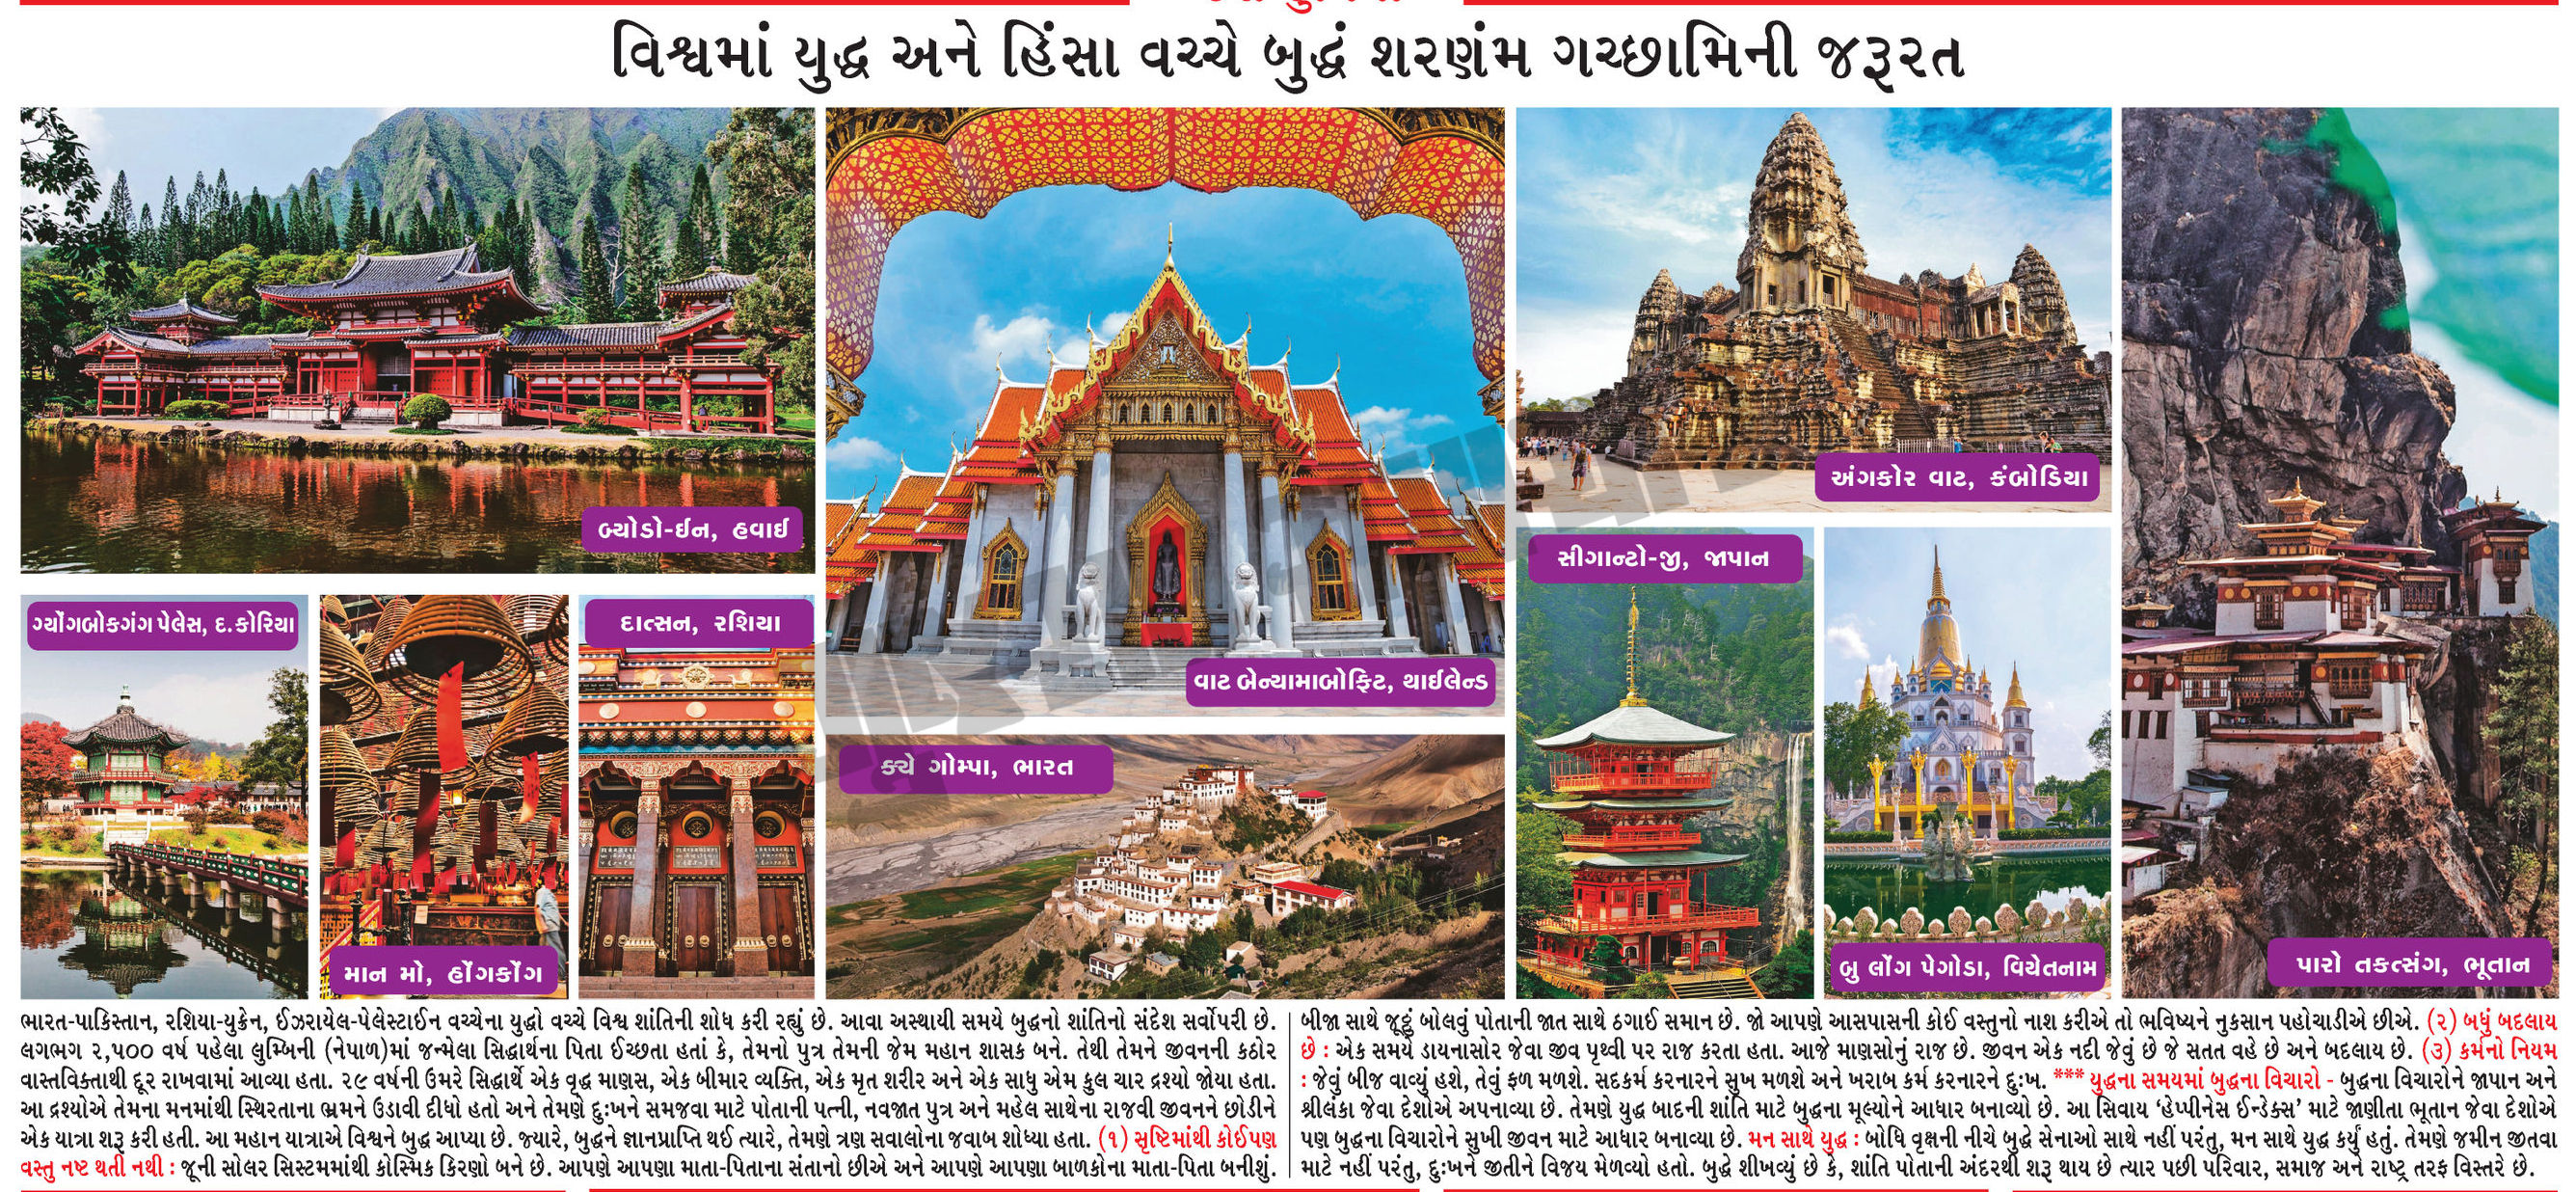 વિશ્વમાં યુદ્ધ અને હિંસા વચ્ચે બુદ્ધં શરણંમ ગચ્છામિની જરૂરત
બ્યોડો-ઈન, હવાઈ
વાટ બેન્યામાબોફિટ, થાઈલેન્ડ
અંગકોર વાટ, કંબોડિયા
ગ્યોંગબોકગંગ પેલેસ, દ.કોરિયા
માન મો, હોંગકોંગ
દાત્સન, રશિયા
ક્યે ગોમ્પા, ભારત
સીગાન્ટો-જી, જાપાન
બુ લોંગ પેગોડા, વિયેતનામ
પારો તકત્સંગ, ભૂતાન
ભારત-પાકિસ્તાન, રશિયા-યુક્રેન, ઈઝરાયેલ-પેલેસ્ટાઈન વચ્ચેના યુદ્ધો વચ્ચે વિશ્વ શાંતિની શોધ કરી રહ્યું છે. આવા અસ્થાયી સમયે બુદ્ધનો શાંતિનો સંદેશ સર્વોપરી છે.
લગભગ ૨,૫૦૦ વર્ષ પહેલા લુમ્બિની (નેપાળ)માં જન્મેલા સિદ્ધાર્થના પિતા ઈચ્છતા હતાં કે, તેમનો પુત્ર તેમની જેમ મહાન શાસક બને. તેથી તેમને જીવનની કઠોર
વાસ્તવિક્તાથી દૂર રાખવામાં આવ્યા હતા. ૨૯ વર્ષની ઉમરે સિદ્ધાર્થે એક વૃદ્ધ માણસ, એક બીમાર વ્યક્તિ, એક મૃત શરીર અને એક સાધુ એમ કુલ ચાર દ્રશ્યો જોયા હતા.
આ દ્રશ્યોએ તેમના મનમાંથી સ્થિરતાના ભ્રમને ઉડાવી દીધો હતો અને તેમણે દુઃખને સમજવા માટે પોતાની પત્ની, નવજાત પુત્ર અને મહેલ સાથેના રાજવી જીવનને છોડીને
એક યાત્રા શરૂ કરી હતી. આ મહાન યાત્રાએ વિશ્વને બુદ્ધ આપ્યા છે. જ્યારે, બુદ્ધને જ્ઞાનપ્રાપ્તિ થઈ ત્યારે, તેમણે ત્રણ સવાલોના જવાબ શોધ્યા હતા. (૧) સૃષ્ટિમાંથી કોઈપણ
વસ્તુ નષ્ટ થતી નથી : જૂની સોલર સિસ્ટમમાંથી કોસ્મિક કિરણો બને છે. આપણે આપણા માતા-પિતાના સંતાનો છીએ અને આપણે આપણા બાળકોના માતા-પિતા બનીશું.
બીજા સાથે જૂઠ્ઠું બોલવું પોતાની જાત સાથે ઠગાઈ સમાન છે. જો આપણે આસપાસની કોઈ વસ્તુનો નાશ કરીએ તો ભવિષ્યને નુકસાન પહોચાડીએ છીએ. (૨) બધું બદલાય
છે : એક સમયે ડાયનાસોર જેવા જીવ પૃથ્વી પર રાજ કરતા હતા. આજે માણસોનું રાજ છે. જીવન એક નદી જેવું છે જે સતત વહે છે અને બદલાય છે. (૩) કર્મનો નિયમ
: જેવું બીજ વાવ્યું હશે, તેવું ફળ મળશે. સદકર્મ કરનારને સુખ મળશે અને ખરાબ કર્મ કરનારને દુઃખ. *** યુદ્ધના સમયમાં બુદ્ધના વિચારો - બુદ્ધના વિચારોને જાપાન અને
શ્રીલંકા જેવા દેશોએ અપનાવ્યા છે. તેમણે યુદ્ધ બાદની શાંતિ માટે બુદ્ધના મૂલ્યોને આધાર બનાવ્યો છે. આ સિવાય ‘હેપ્પીનેસ ઈન્ડેક્સ’ માટે જાણીતા ભૂતાન જેવા દેશોએ
પણ બુદ્ધના વિચારોને સુખી જીવન માટે આધાર બનાવ્યા છે. મન સાથે યુદ્ધ : બોધિ વૃક્ષની નીચે બુદ્ધે સેનાઓ સાથે નહીં પરંતુ, મન સાથે યુદ્ધ કર્યું હતું. તેમણે જમીન જીતવા
માટે નહીં પરંતુ, દુઃખને જીતીને વિજય મેળવ્યો હતો. બુદ્ધે શીખવ્યું છે કે, શાંતિ પોતાની અંદરથી શરૂ થાય છે ત્યાર પછી પરિવાર, સમાજ અને રાષ્ટ્ર તરફ વિસ્તરે છે.